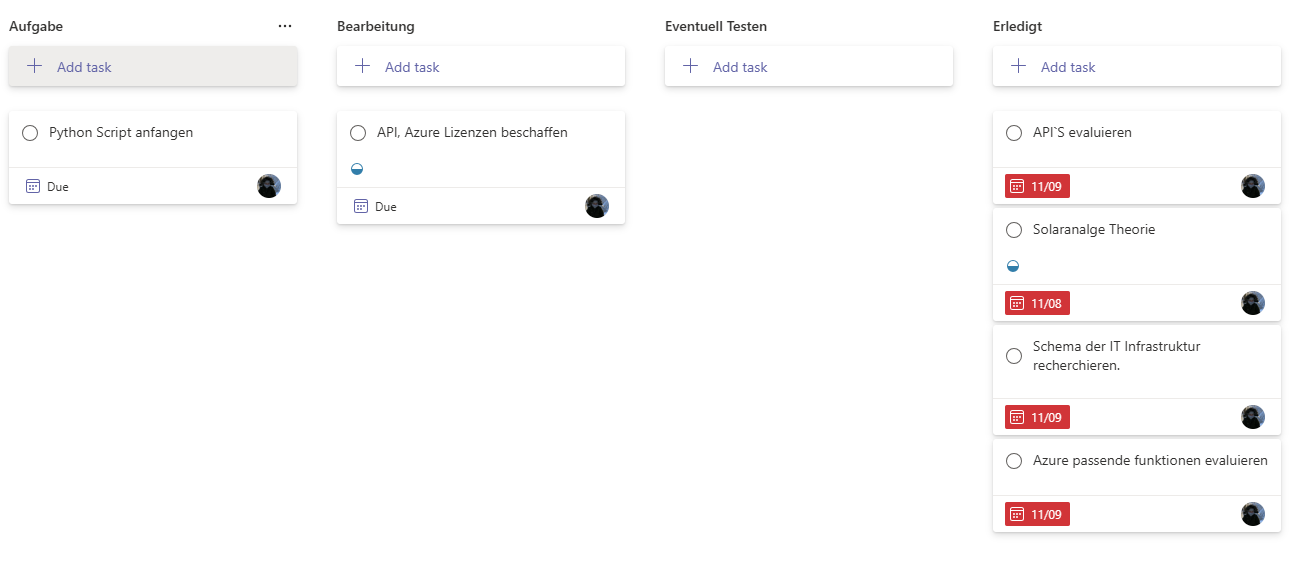 Aufgabe
Add task
Python Script anfangen
Due
Bearbeitung
Add task
API, Azure Lizenzen beschaffen
Due
Eventuell Testen
Add task
Erledigt
Add task
API`S evaluieren
11/09
Solaranalge Theorie
11/08
Schema der IT Infrastruktur
recherchieren.
11/09
Azure passende funktionen evaluieren
11/09